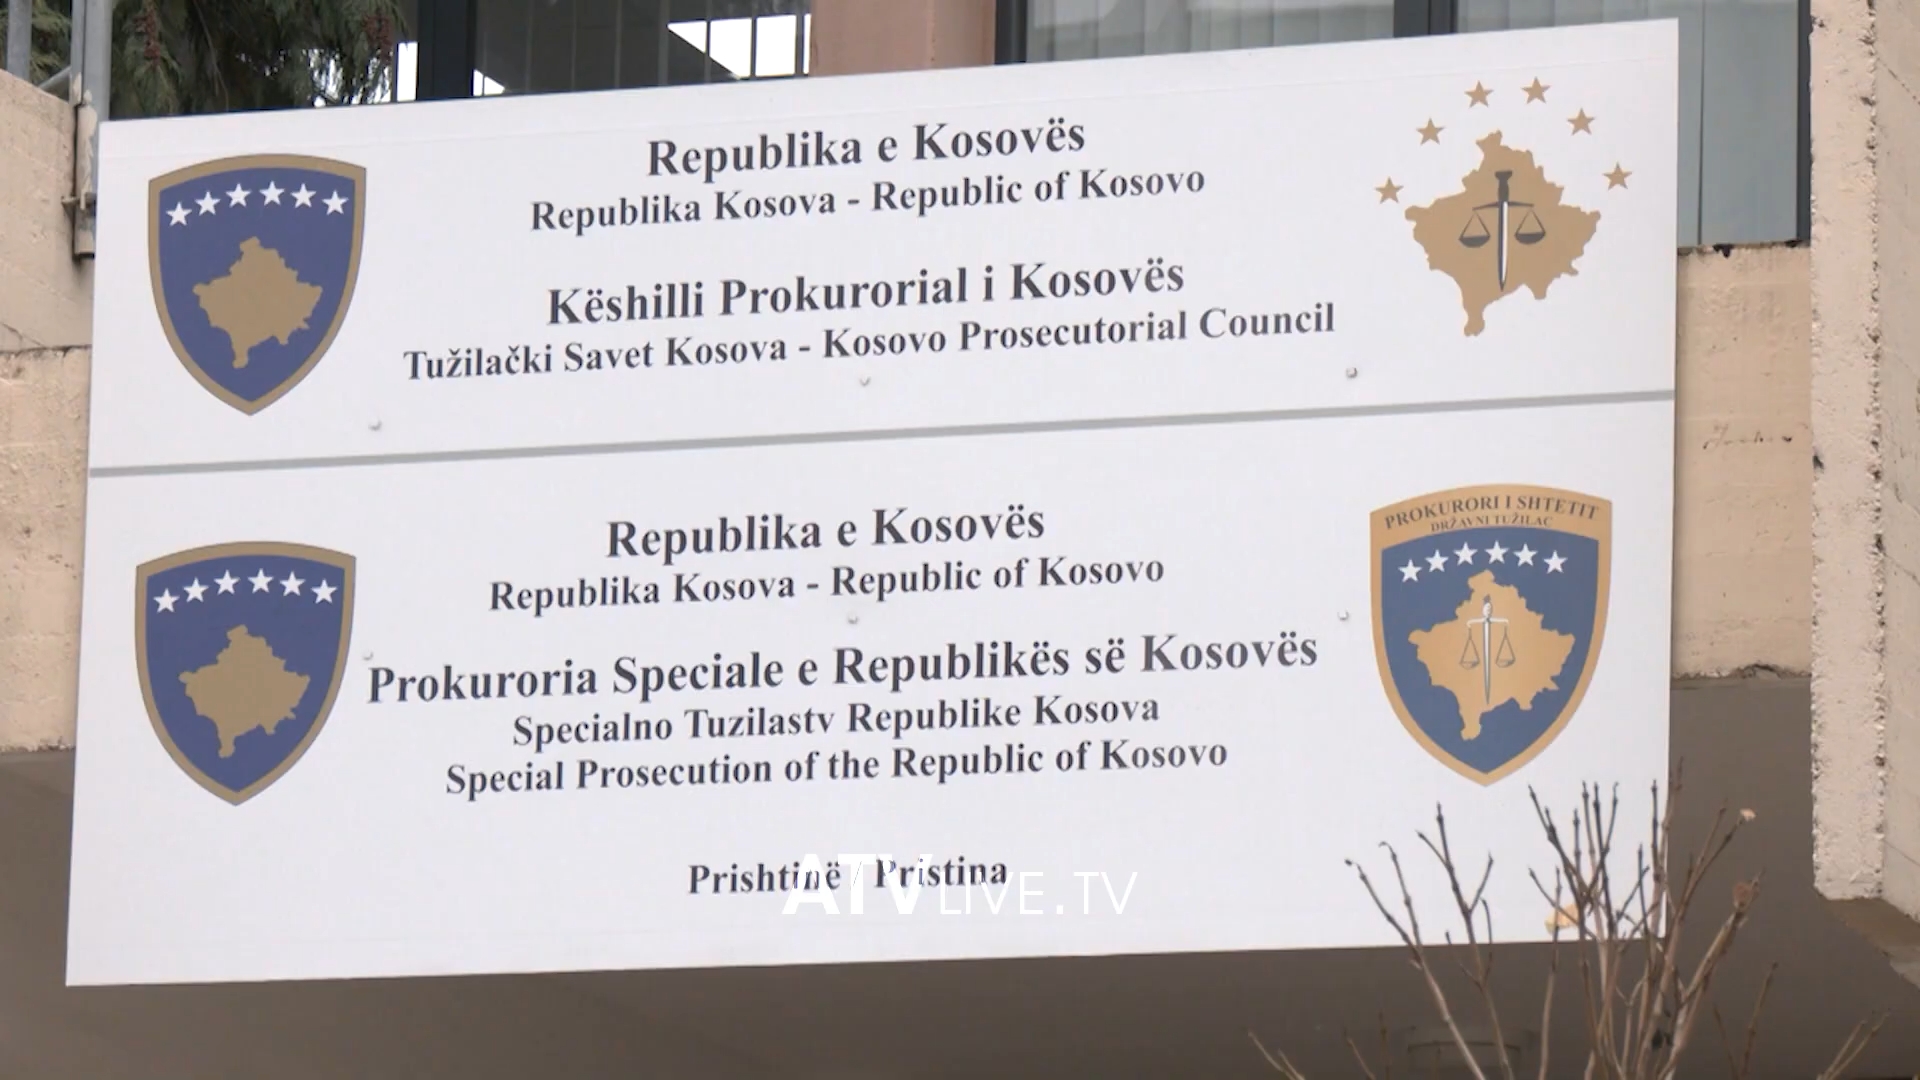 Republika e Kosovës
Republika Kosova - Republic of Kosovo
Këshilli Prokurorial i Kosovës
Tužilački Savet Kosova - Kosovo Prosecutorial Council
Republika e Kosovës
Republika Kosova - Republic of Kosovo
Prokuroria Speciale e Republikës së Kosovës
Specialno Tuzilastv Republike Kosova
Special Prosecution of the Republic of Kosovo
PROKURORI I SHTETIT
DRŽAVNI TUŽILAC
Prishtinë / Pristina
ATVLIVE.TV